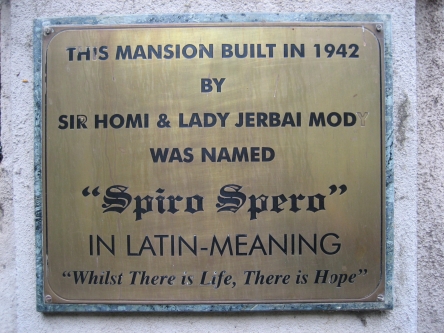 THIS MANSION BUILT IN 1942
BY
SIR HOMI & LADY JERBAI MODY
WAS NAMED
"Spiro Spero"
IN LATIN-MEANING
"Whilst There is Life, There is Hope"